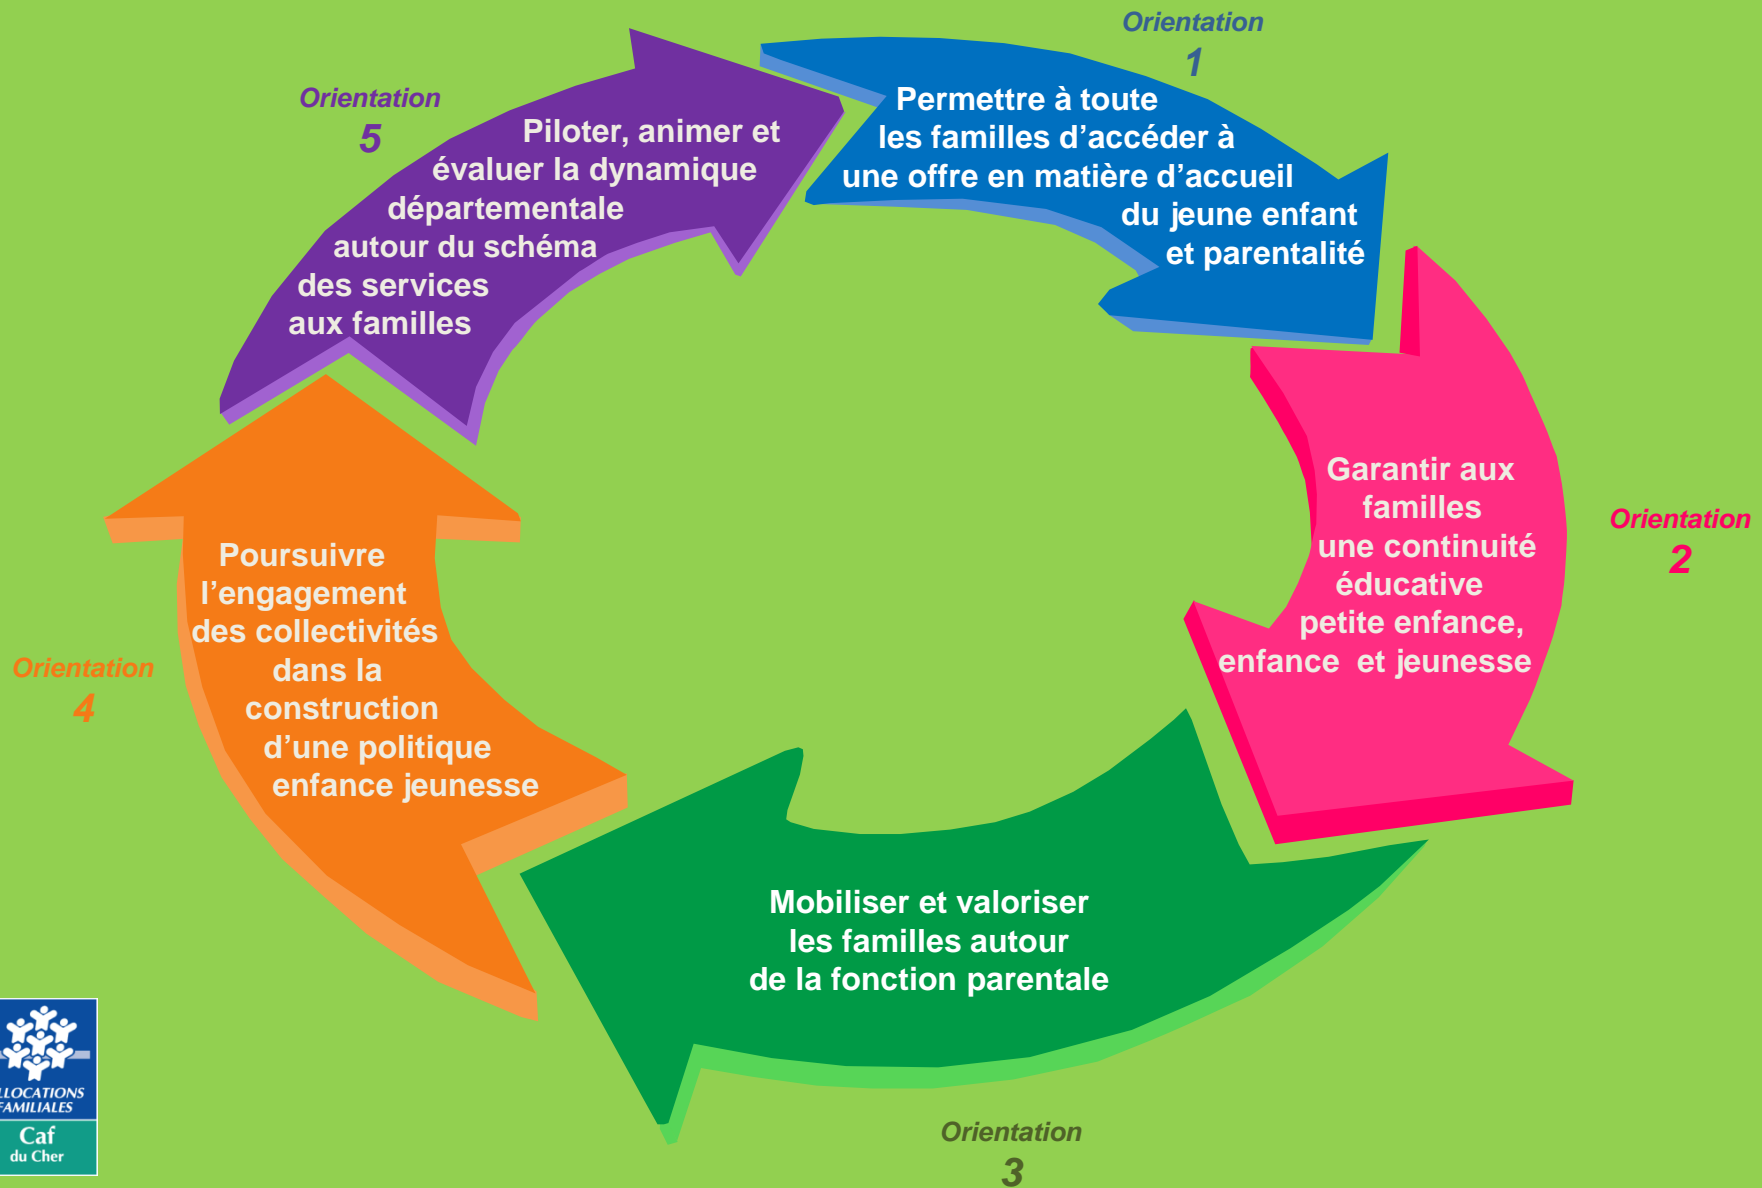 Orientation
1
Permettre à toute
les familles d’accéder à
une offre en matière d’accueil
du jeune enfant
et parentalité
Orientation
2
Garantir aux
familles
une continuité
éducative
petite enfance,
enfance et jeunesse
Orientation
3
Mobiliser et valoriser
les familles autour
de la fonction parentale
Orientation
4
Poursuivre
l’engagement
des collectivités
dans la
construction
d’une politique
enfance jeunesse
Orientation
5
Piloter, animer et
évaluer la dynamique
départementale
autour du schéma
des services
aux familles
LLOCATIONS
FAMILIALES
Caf
du Cher